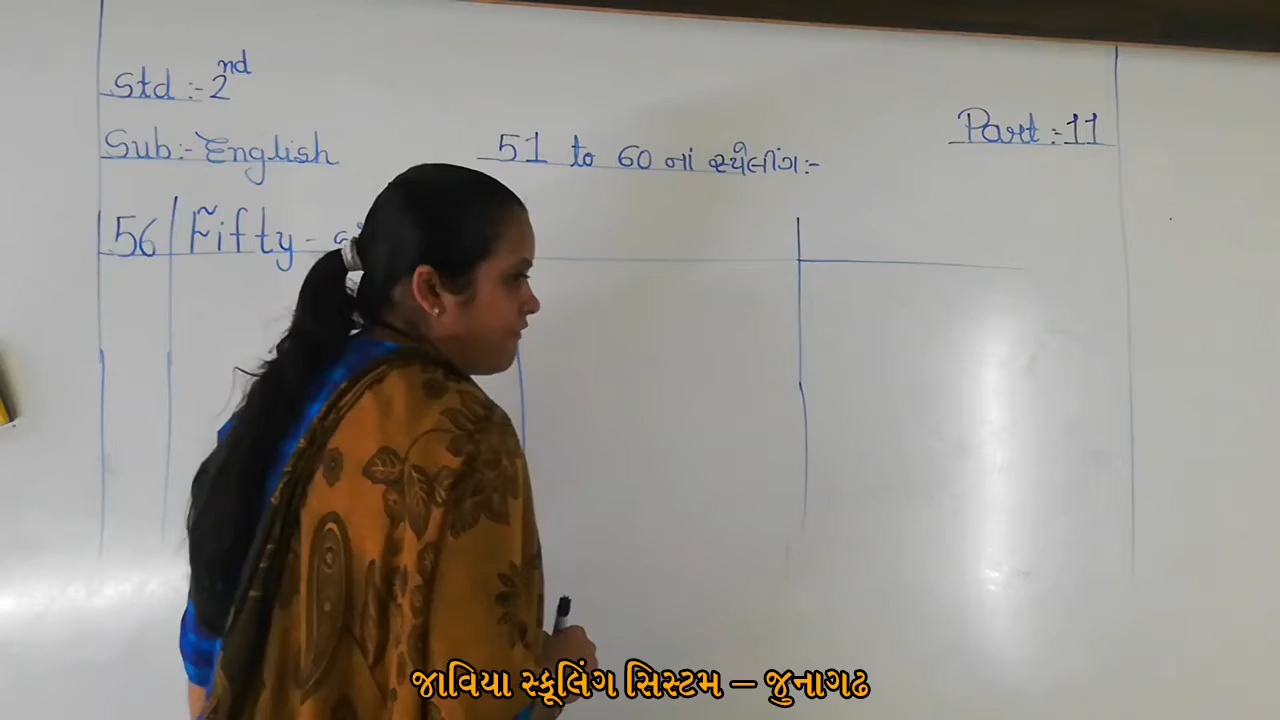 Std :- 2nd
Sub:- English
51 to 60 નાં સ્પેલીંગ:-
Part:-11
56 Fifty -
જાવિયા સ્કૂલિંગ સિસ્ટમ – જુનાગઢ